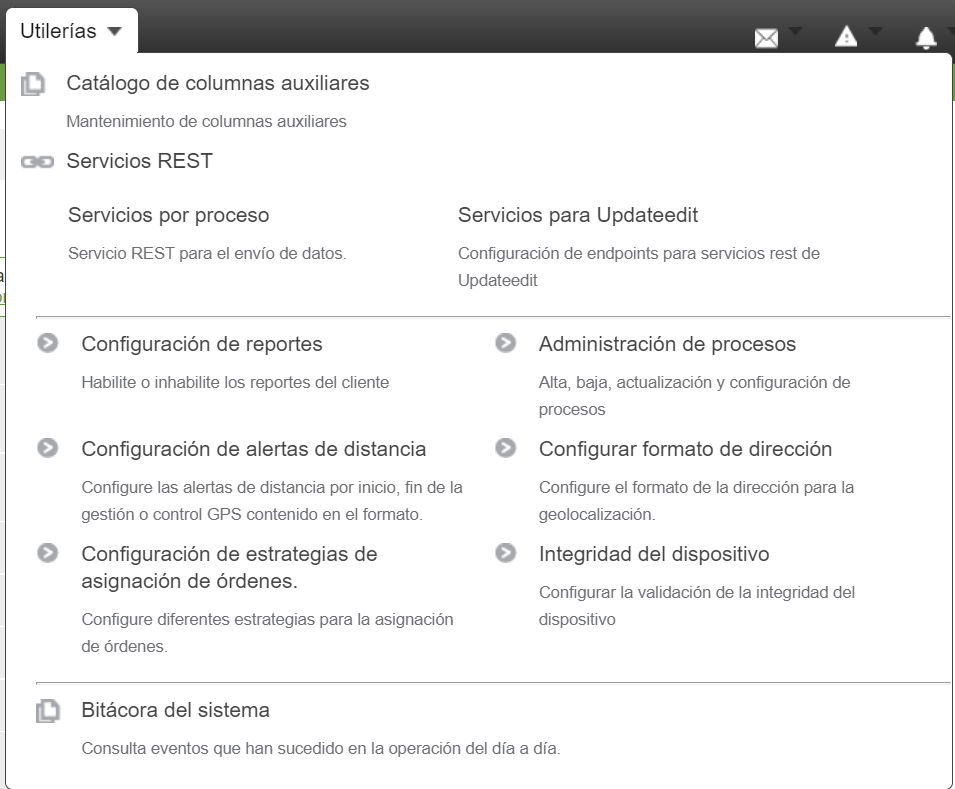 Utilerías
Catálogo de columnas auxiliares
Mantenimiento de columnas auxiliares
Servicios REST
Servicios por proceso
Servicio REST para el envío de datos.
Servicios para Updateedit
Configuración de endpoints para servicios rest de
Updateedit
Configuración de reportes
Habilite o inhabilite los reportes del cliente
Administración de procesos
Alta, baja, actualización y configuración de
procesos
Configuración de alertas de distancia
Configure las alertas de distancia por inicio, fin de la
gestión o control GPS contenido en el formato.
Configurar formato de dirección
Configure el formato de la dirección para la
geolocalización.
Configuración de estrategias de
asignación de órdenes.
Configure diferentes estrategias para la asignación
de órdenes.
Integridad del dispositivo
Configurar la validación de la integridad del
dispositivo
Bitácora del sistema
Consulta eventos que han sucedido en la operación del día a día.